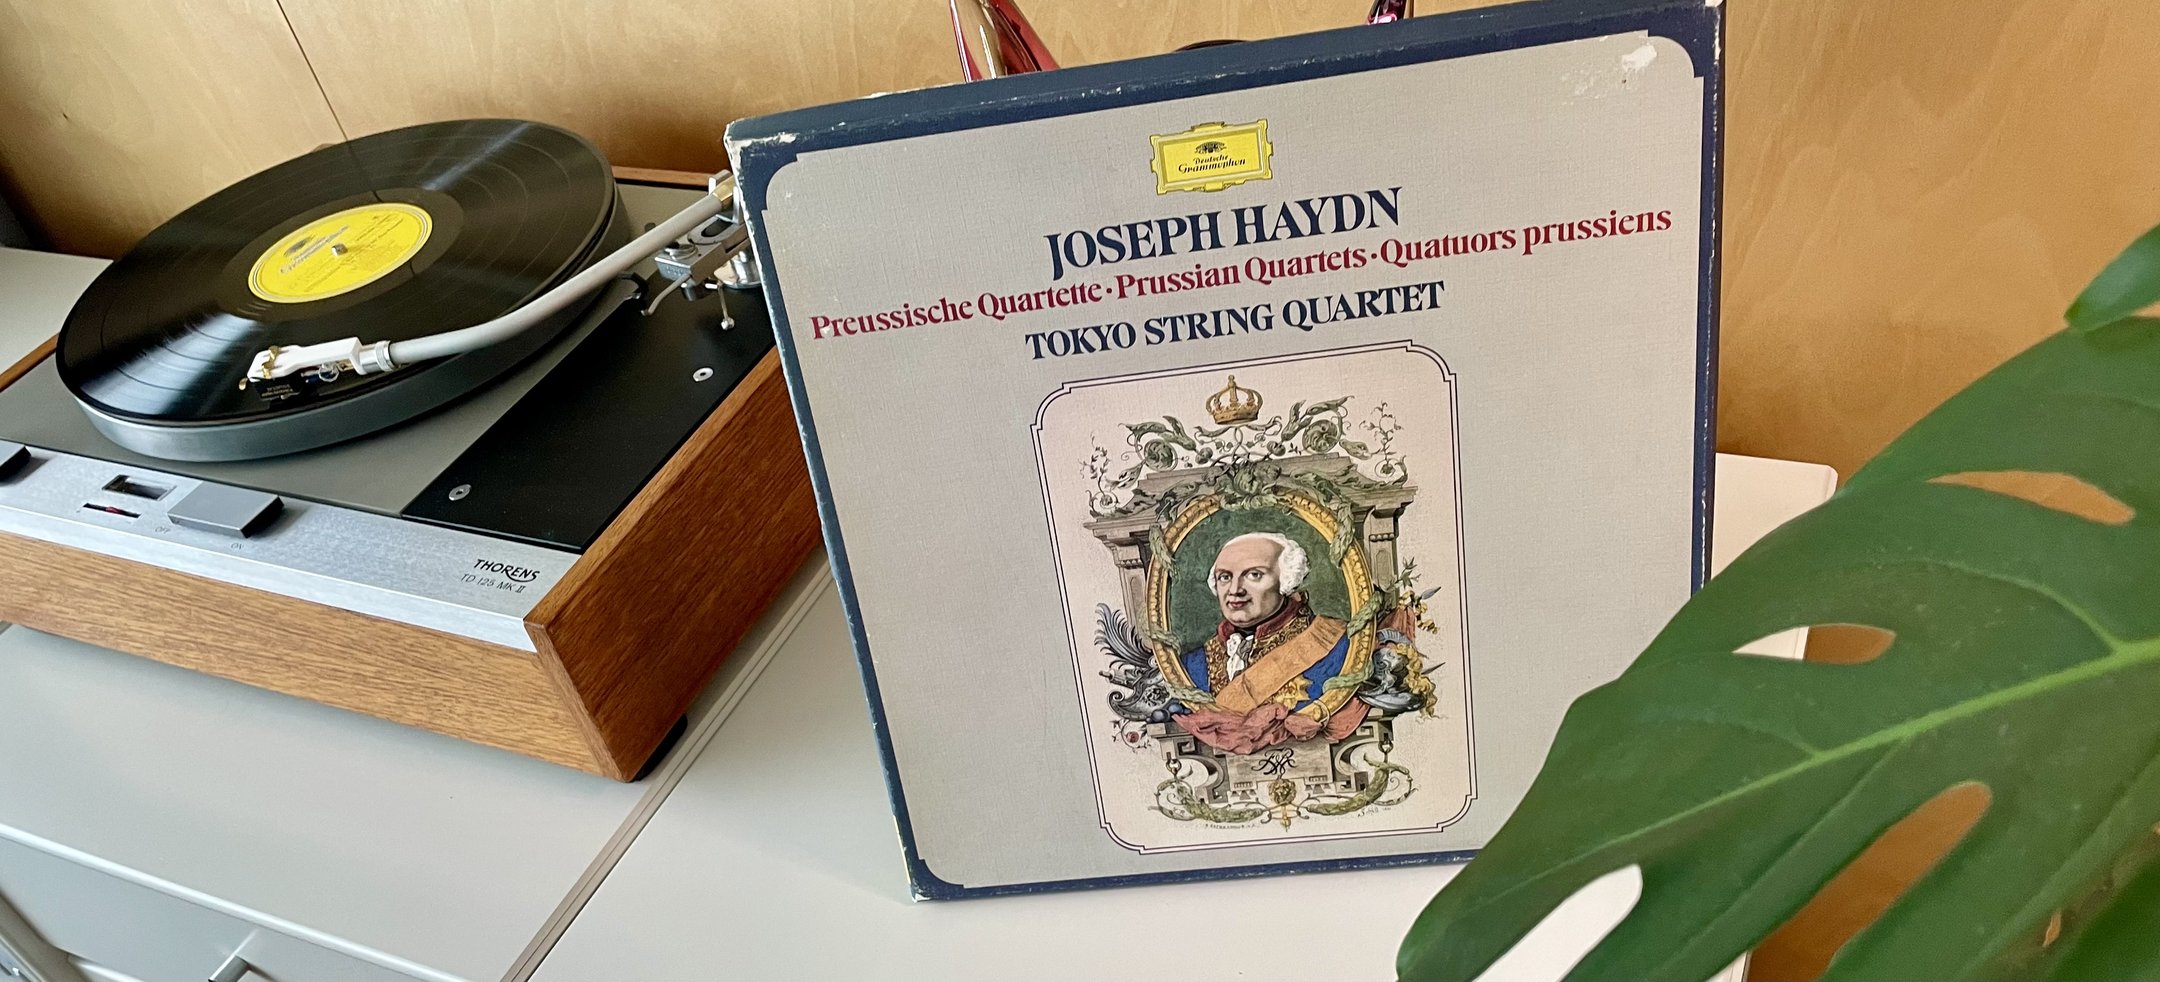 Deutsche
Grammophon
JOSEPH HAYDN
Preussische Quartette · Prussian Quartets · Quatuors prussiens
TOKYO STRING QUARTET
THORENS
TD 125 MK II
OFF
ON